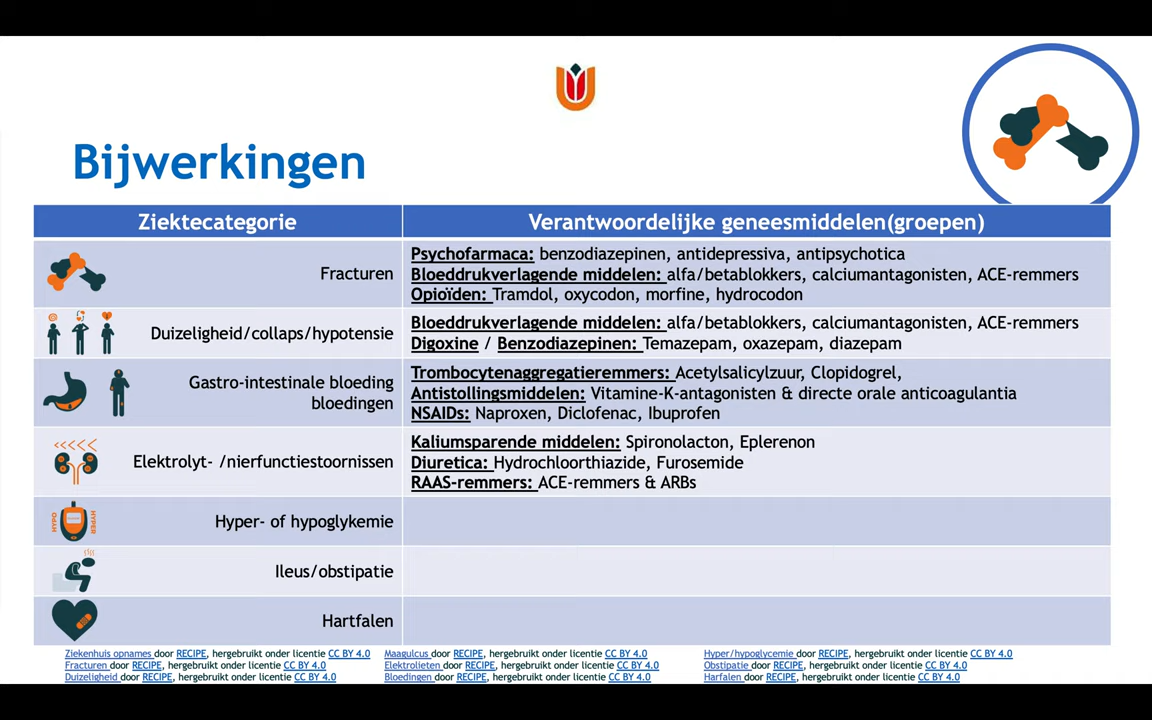 Bijwerkingen
Ziektecategorie
Verantwoordelijke geneesmiddelen(groepen)
Fracturen
Psychofarmaca: benzodiazepinen, antidepressiva, antipsychotica
Bloeddrukverlagende middelen: alfa/betablokkers, calciumantagonisten, ACE-remmers
Opioïden: Tramdol, oxycodon, morfine, hydrocodon
Duizeligheid/collaps/hypotensie
Bloeddrukverlagende middelen: alfa/betablokkers, calciumantagonisten, ACE-remmers
Digoxine / Benzodiazepinen: Temazepam, oxazepam, diazepam
Gastro-intestinale bloeding
bloedingen
Trombocytenaggregatieremmers: Acetylsalicylzuur, Clopidogrel,
Antistollingsmiddelen: Vitamine-K-antagonisten & directe orale anticoagulantia
NSAIDs: Naproxen, Diclofenac, Ibuprofen
Elektrolyt- /nierfunctiestoornissen
Kaliumsparende middelen: Spironolacton, Eplerenon
Diuretica: Hydrochloorthiazide, Furosemide
RAAS-remmers: ACE-remmers & ARBs
HYPO
HYPER
Hyper- of hypoglykemie
Ileus/obstipatie
Hartfalen
Ziekenhuis opnames door RECIPE, hergebruikt onder licentie CC BY 4.0
Fracturen door RECIPE, hergebruikt onder licentie CC BY 4.0
Duizeligheid door RECIPE, hergebruikt onder licentie CC BY 4.0
Maagulcus door RECIPE, hergebruikt onder licentie CC BY 4.0
Elektrolieten door RECIPE, hergebruikt onder licentie CC BY 4.0
Bloedingen door RECIPE, hergebruikt onder licentie CC BY 4.0
Hyper/hypoglycemie door RECIPE, hergebruikt onder licentie CC BY 4.0
Obstipatie door RECIPE, hergebruikt onder licentie CC BY 4.0
Harfalen door RECIPE, hergebruikt onder licentie CC BY 4.0